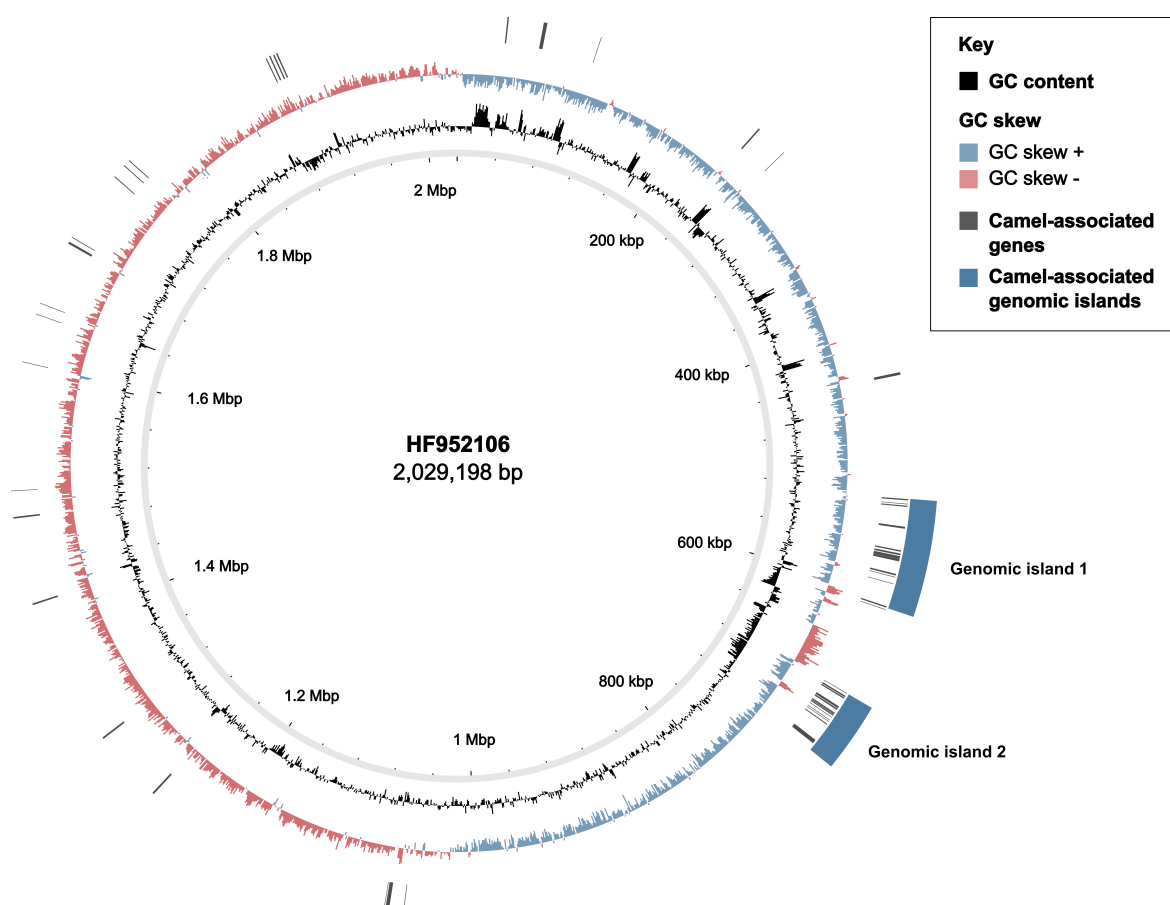 Key
GC content
GC skew
GC skew +
GC skew -
Camel-associated
genes
Camel-associated
genomic islands
2 Mbp
200 kbp
1.8 Mbp
400 kbp
1.6 Mbp
HF952106
2,029,198 bp
600 kbp
1.4 Mbp
Genomic island 1
800 kbp
1.2 Mbp
1 Mbp
Genomic island 2